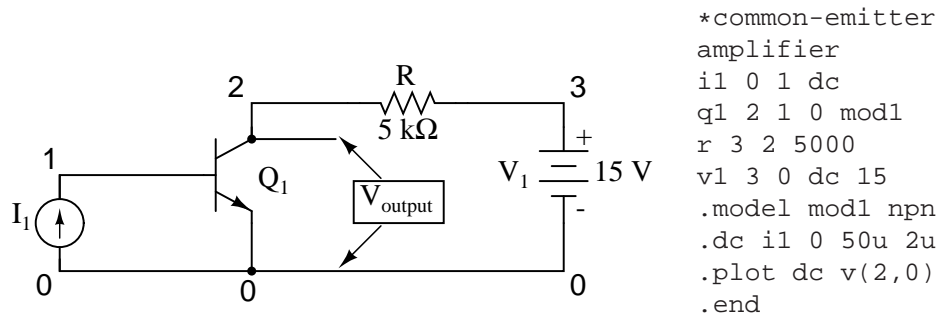 2
R
3
5 kΩ
1
Q1
V1
+
15 V
-
Voutput
I1
0
0
0
*common-emitter
amplifier
i1 0 1 dc
q1 2 1 0 mod1
r 3 2 5000
v1 3 0 dc 15
.model mod1 npn
.dc i1 0 50u 2u
.plot dc v(2,0)
.end